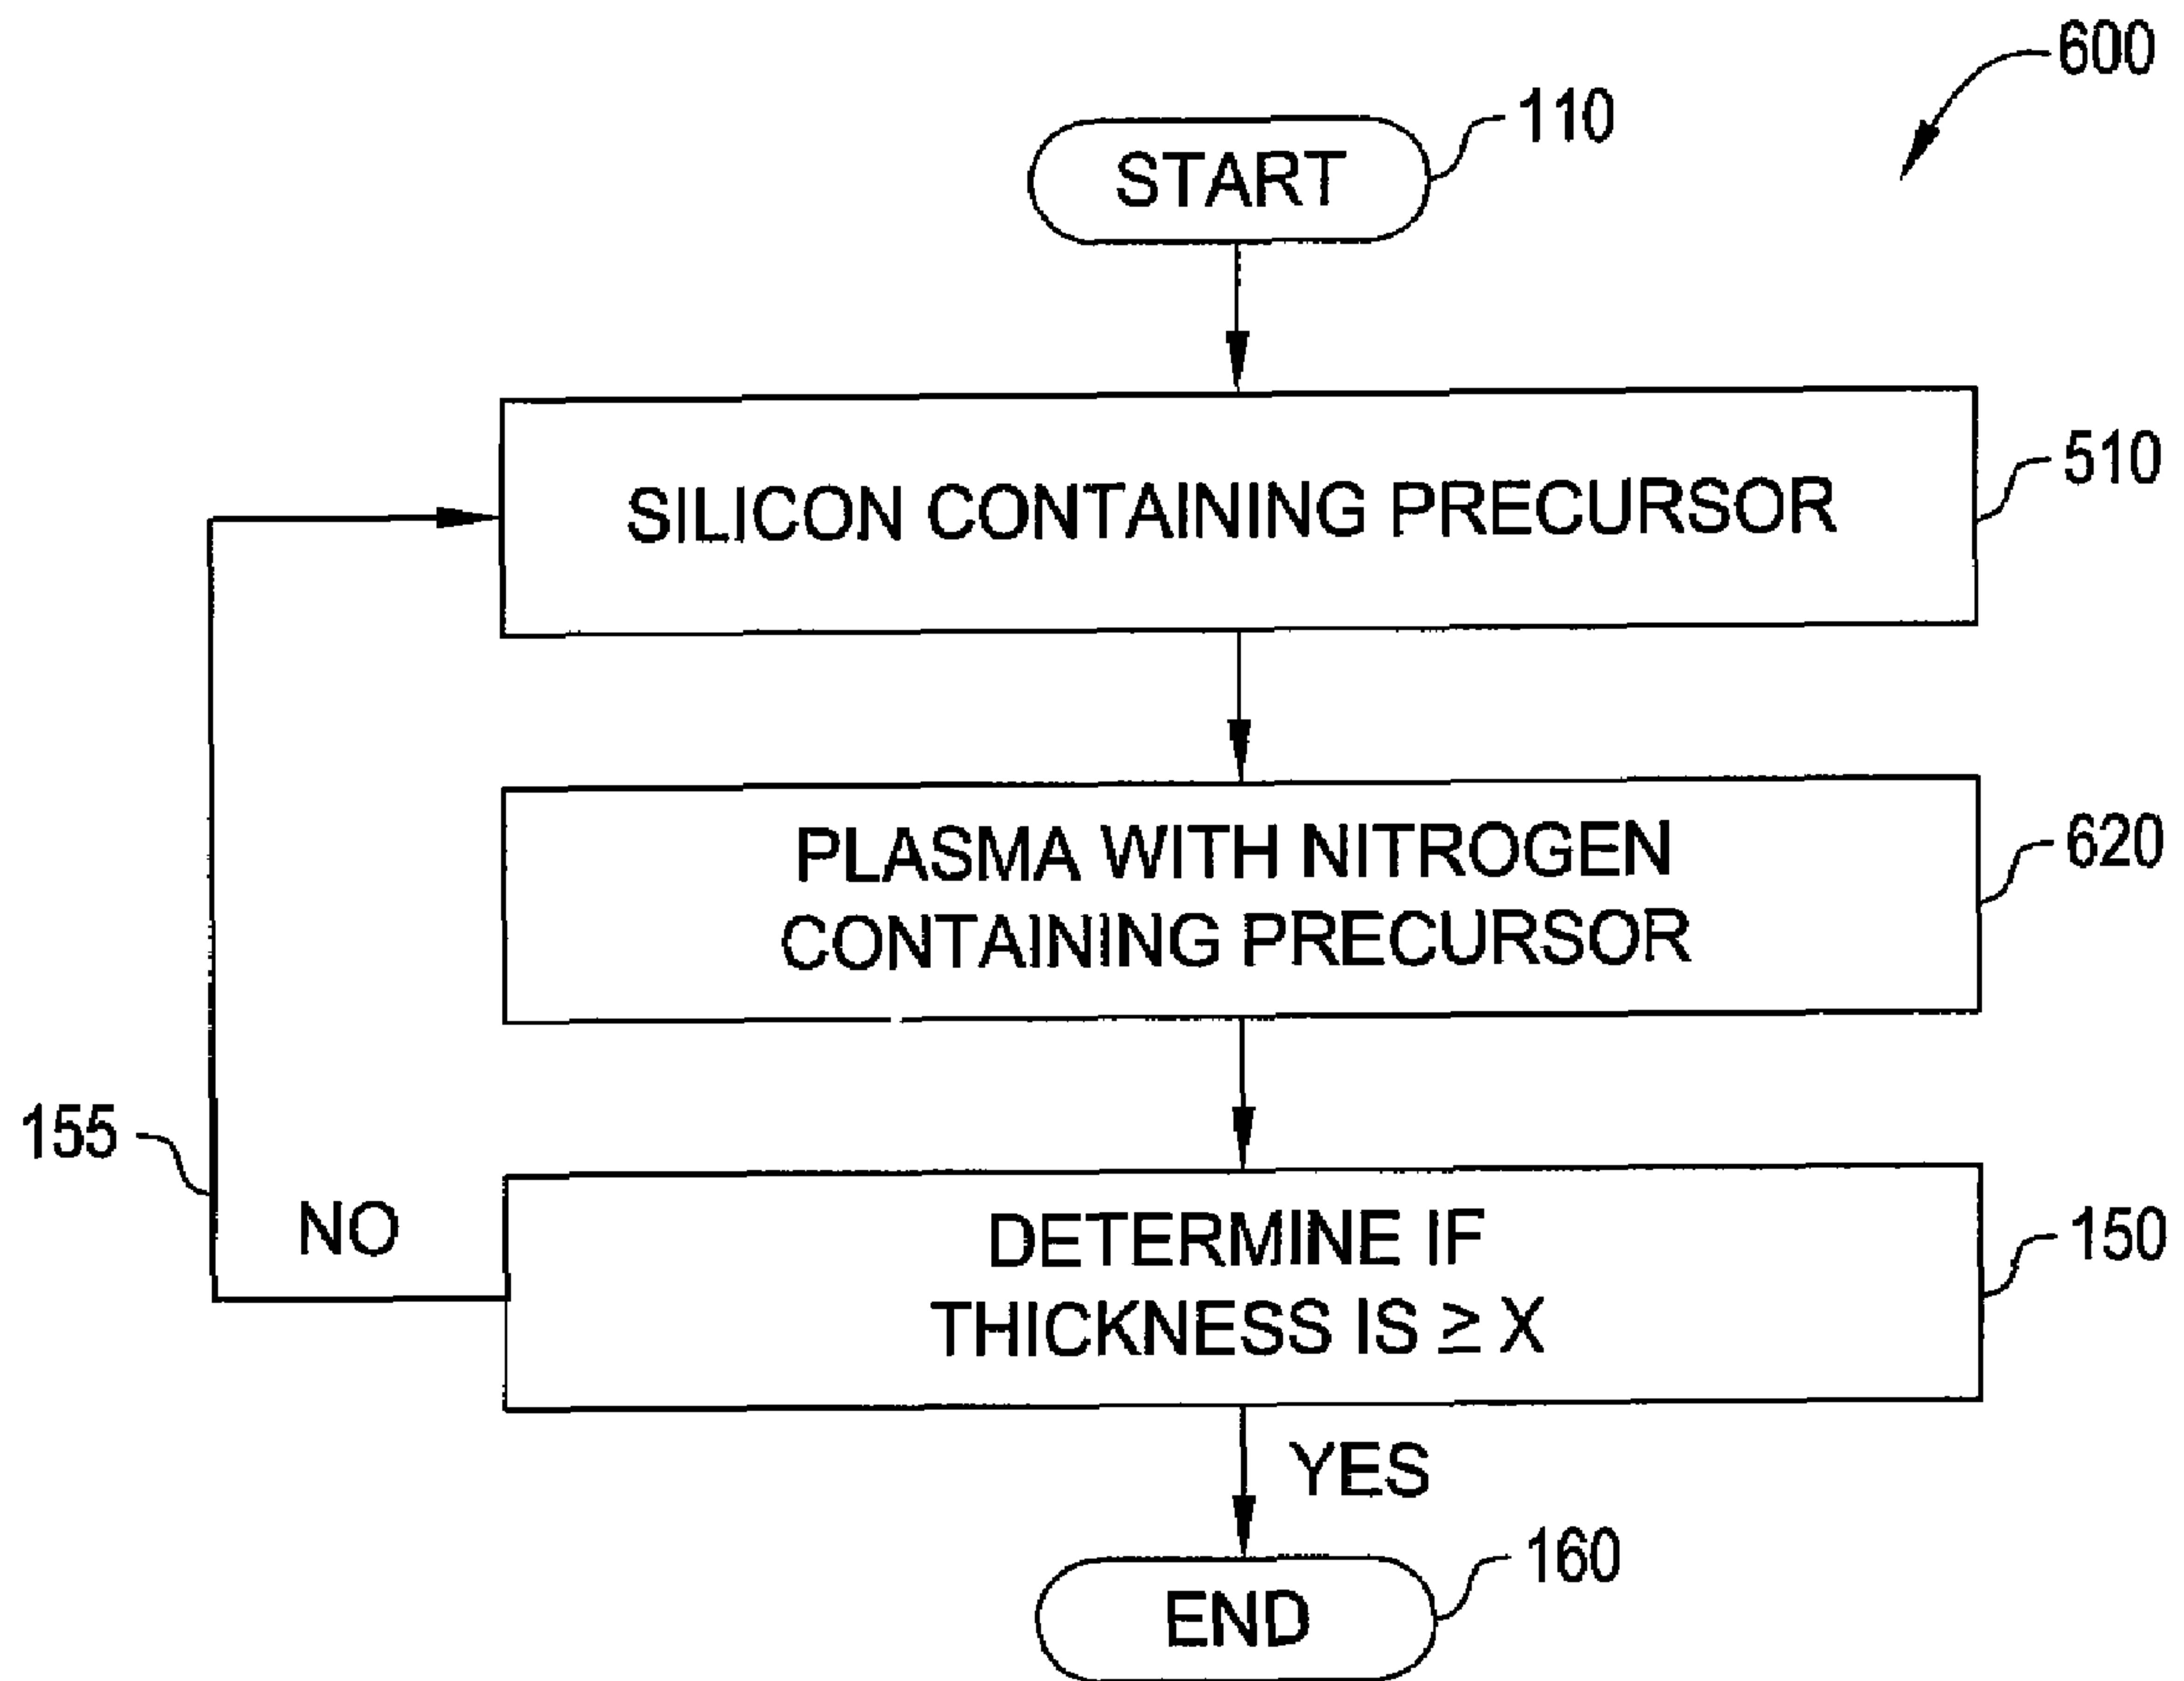 600
START
110
SILICON CONTAINING PRECURSOR
510
PLASMA WITH NITROGEN
CONTAINING PRECURSOR
620
155
NO
DETERMINE IF
THICKNESS IS ≥ X
150
YES
END
160